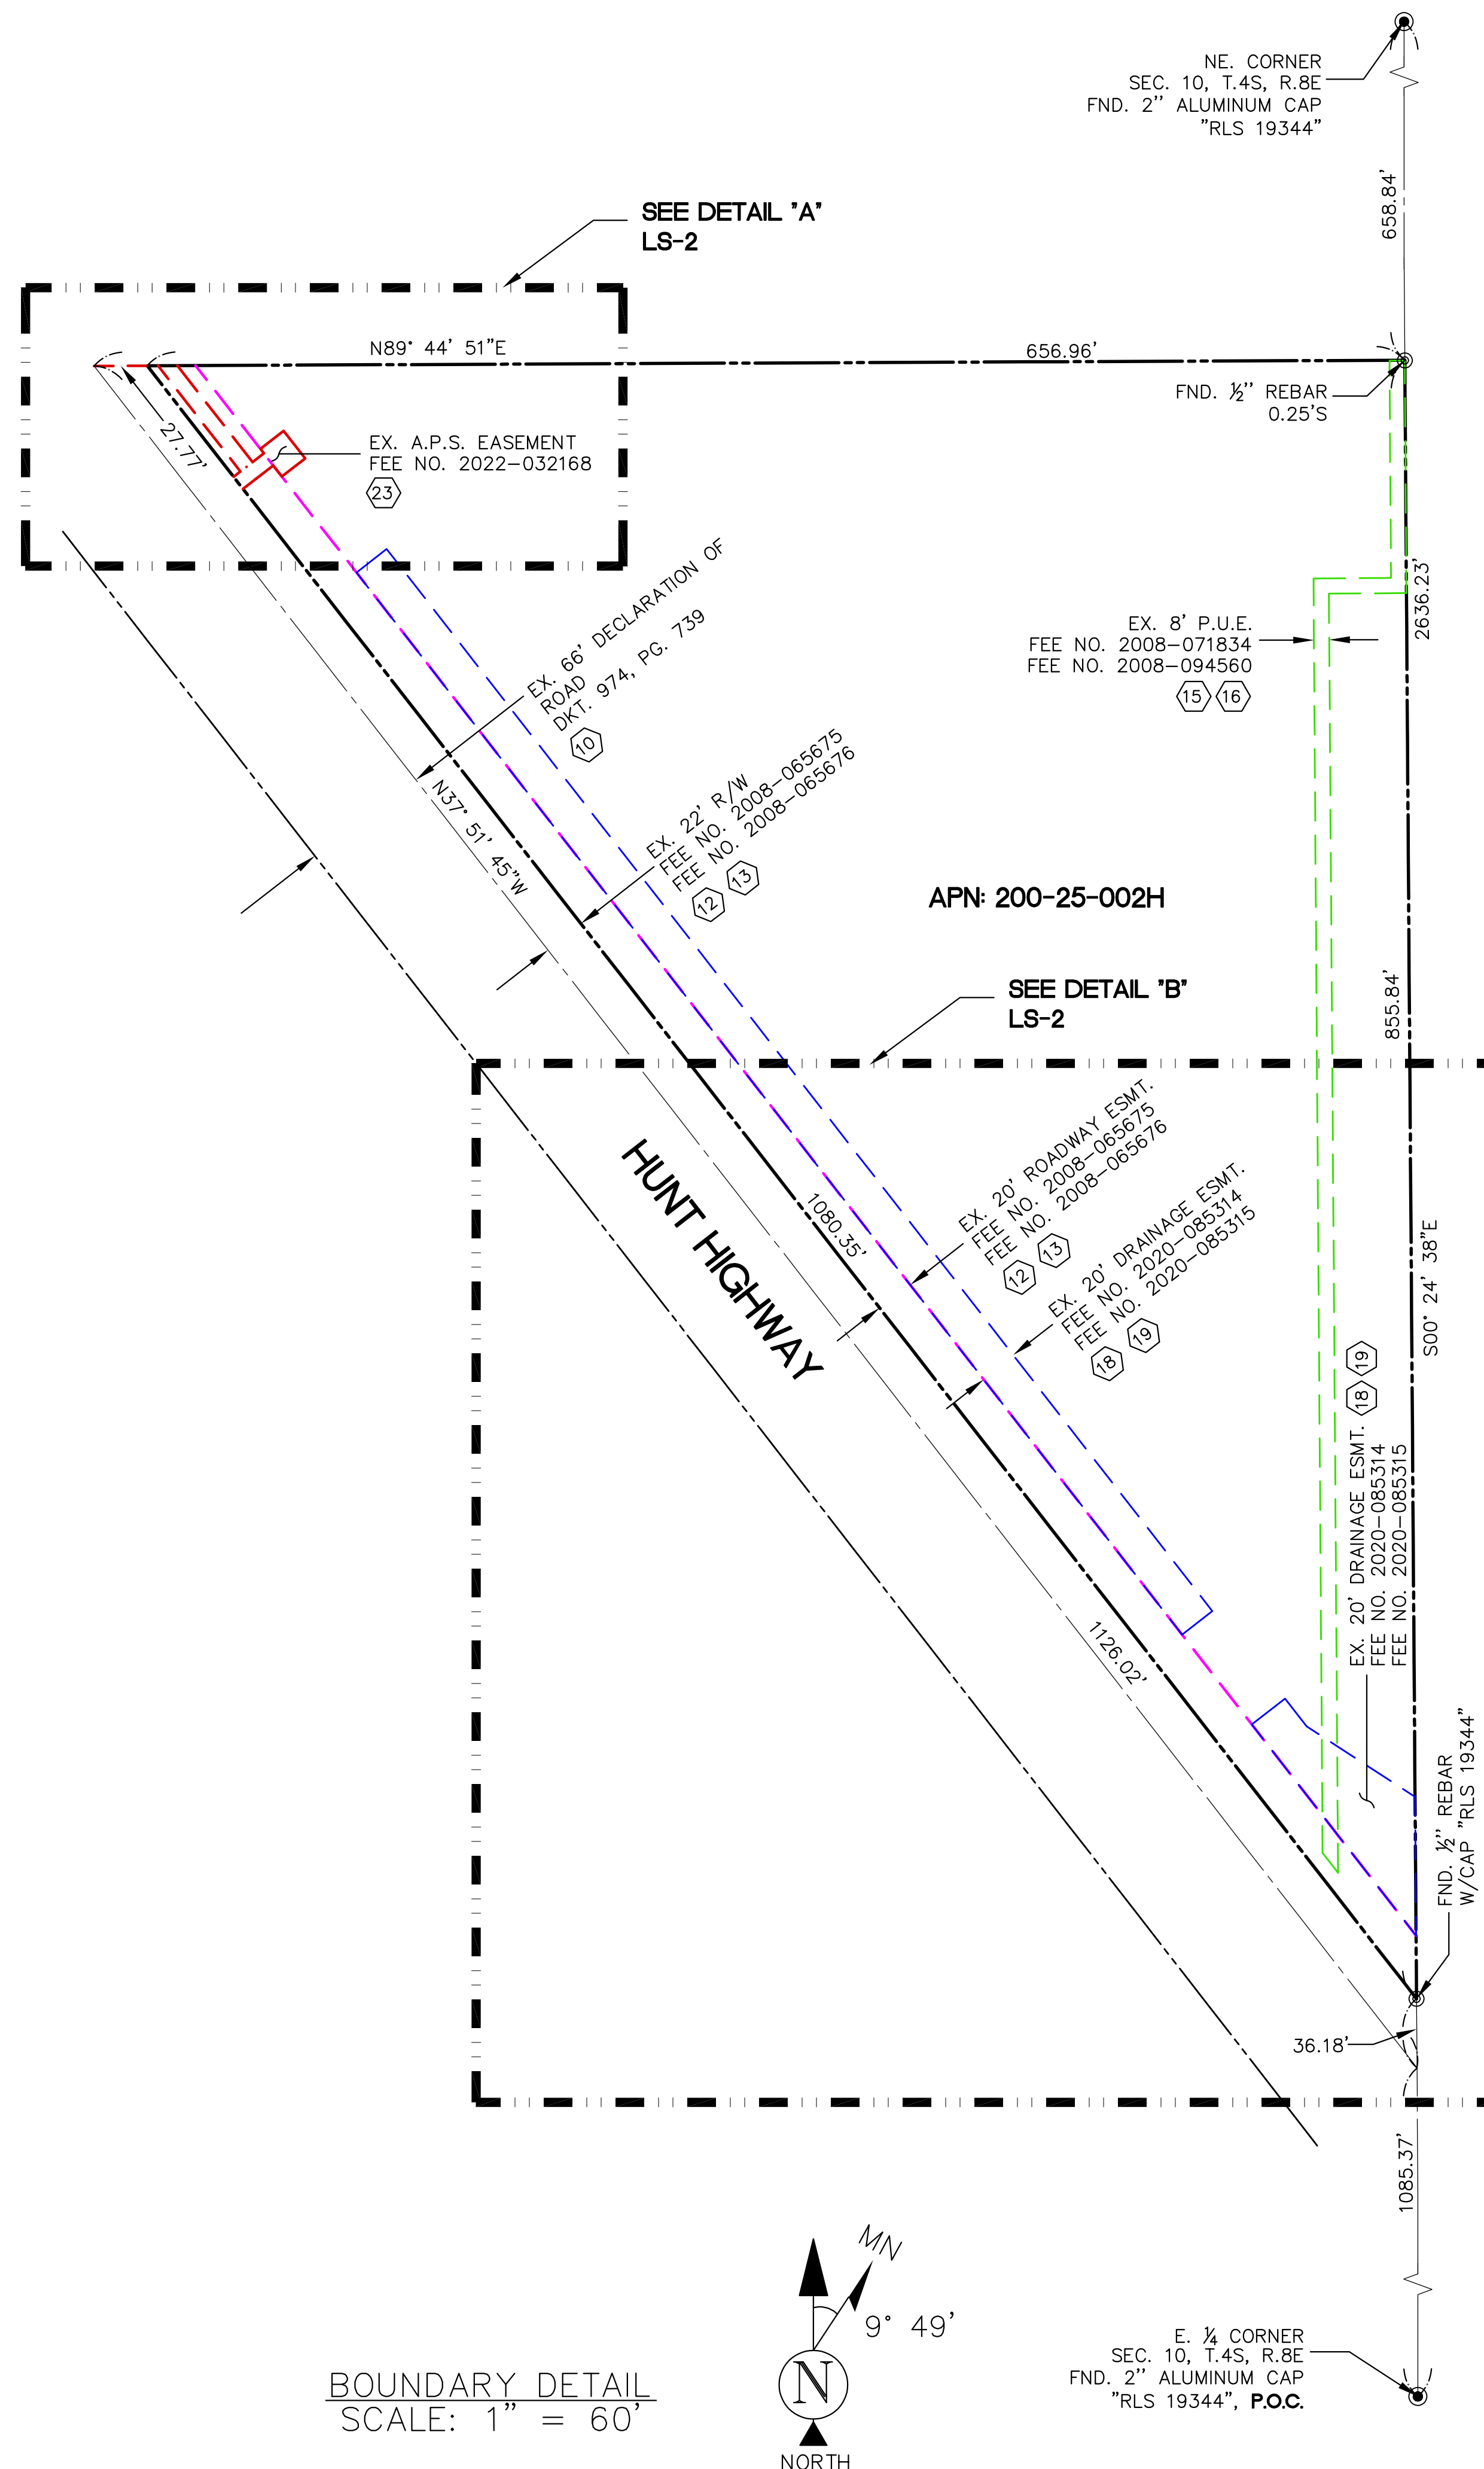 NE. CORNER
SEC. 10, T.4S, R.8E
FND. 2'' ALUMINUM CAP
"RLS 19344"
658.84'
SEE DETAIL "A"
LS-2
N89° 44' 51"E
656.96'
FND. ½'' REBAR
0.25'S
27.77'
EX. A.P.S. EASEMENT
FEE NO. 2022-032168
23
2636.23'
EX. 8' P.U.E.
FEE NO. 2008-071834
FEE NO. 2008-094560
15 16
EX. 66' DECLARATION OF
ROAD
DKT. 974, PG. 739
10
N37° 51' 45"W
EX. 22' R/W
FEE NO. 2008-065675
FEE NO. 2008-065676
12 13
APN: 200-25-002H
SEE DETAIL "B"
LS-2
855.84'
HUNT HIGHWAY
1080.35'
EX. 20' ROADWAY ESMT.
FEE NO. 2008-065675
FEE NO. 2008-065676
12 13
EX. 20' DRAINAGE ESMT.
FEE NO. 2020-085314
FEE NO. 2020-085315
18 19
S00° 24' 38"E
EX. 20' DRAINAGE ESMT. 18 19
FEE NO. 2020-085314
FEE NO. 2020-085315
1126.02'
FND. ½'' REBAR
W/CAP "RLS 19344"
36.18'
1085.37'
MN
9° 49'
N
NORTH
BOUNDARY DETAIL
SCALE: 1" = 60'
E. ¼ CORNER
SEC. 10, T.4S, R.8E
FND. 2'' ALUMINUM CAP
"RLS 19344", P.O.C.